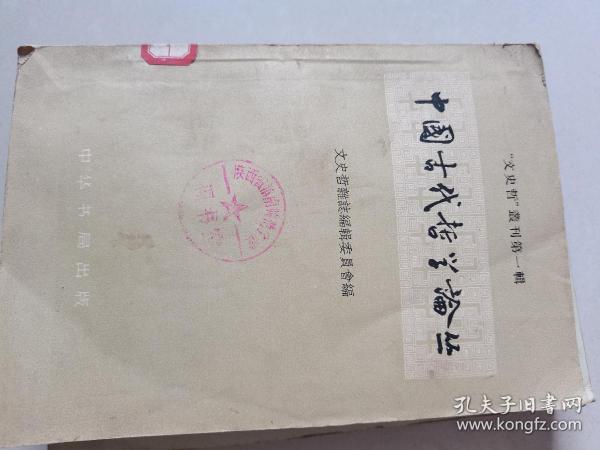 “文史哲”叢刊第一輯
中國古代哲学論丛
文史哲雜誌編輯委員會編
中华书局出版
孔夫子旧书网
www.kongfz.com